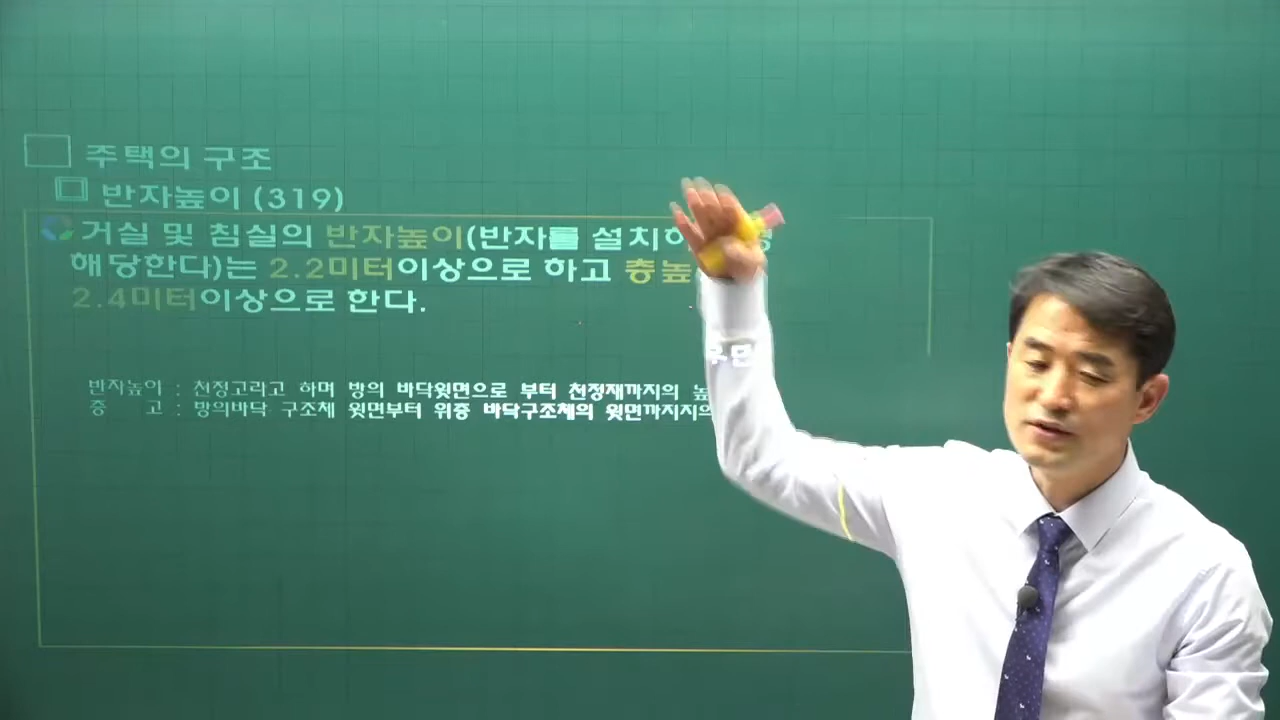 주택의 구조
반자높이 (319)
거실 및 침실의 반자높이(반자를 설치하
해당한다)는 2.2미터이상으로 하고 층높
2.4미터이상으로 한다.
반자높이 : 천정고라고 하며 방의 바닥윗면으로 부터 천정재까지의 높
층 고 : 방의바닥 구조체 윗면부터 위층 바닥구조체의 윗면까지지의